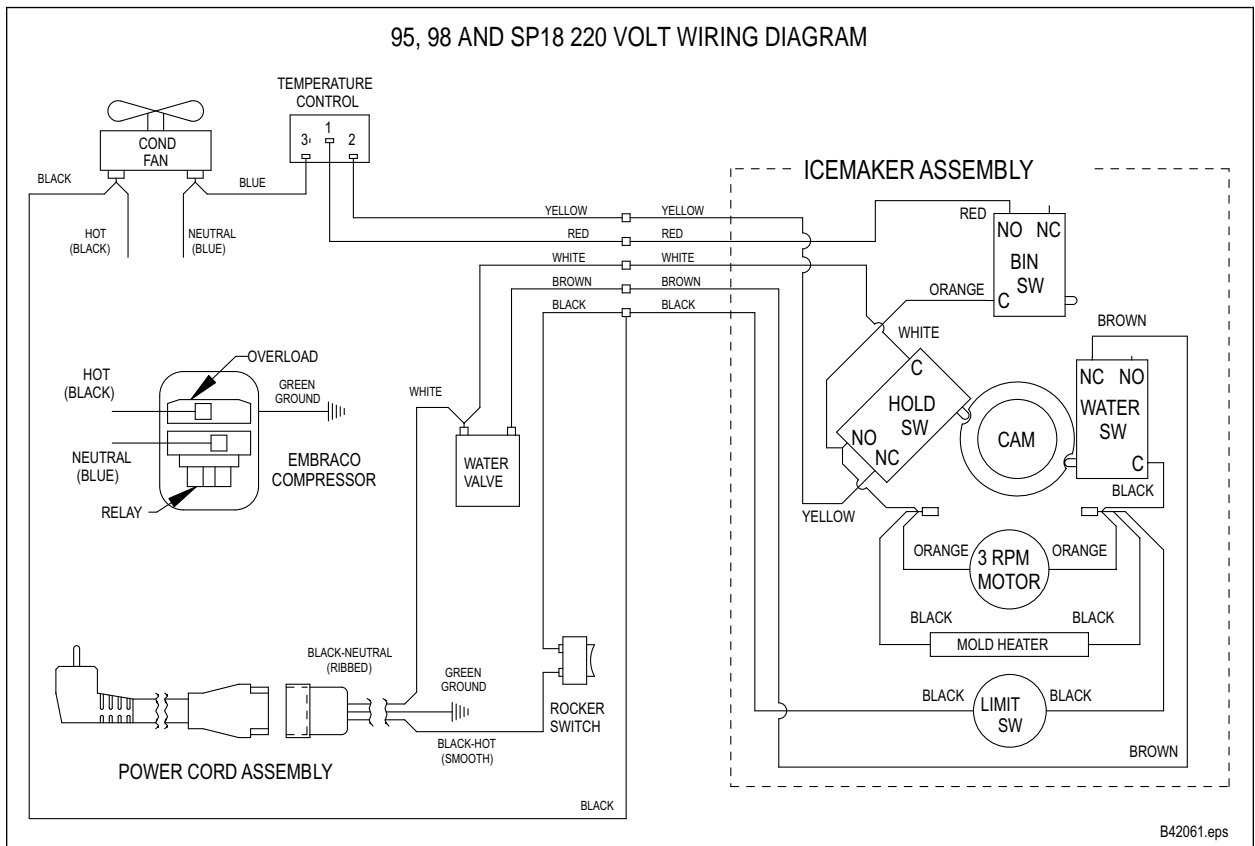 95, 98 AND SP18 220 VOLT WIRING DIAGRAM
TEMPERATURE
CONTROL
3
1
2
COND
FAN
BLACK
BLUE
HOT
(BLACK)
NEUTRAL
(BLUE)
ICEMAKER ASSEMBLY
YELLOW
YELLOW
RED
RED
WHITE
WHITE
BROWN
BROWN
BLACK
BLACK
RED
NO
NC
BIN
SW
C
ORANGE
BROWN
WHITE
C
HOLD
SW
NO
NC
CAM
NC
NO
WATER
SW
C
BLACK
YELLOW
OVERLOAD
HOT
(BLACK)
GREEN
GROUND
NEUTRAL
(BLUE)
EMBRACO
COMPRESSOR
RELAY
WHITE
WATER
VALVE
ORANGE
3 RPM
MOTOR
ORANGE
BLACK
BLACK
MOLD HEATER
BLACK
LIMIT
SW
BLACK
BROWN
BLACK-NEUTRAL
(RIBBED)
GREEN
GROUND
BLACK-HOT
(SMOOTH)
ROCKER
SWITCH
POWER CORD ASSEMBLY
BLACK
B42061.eps